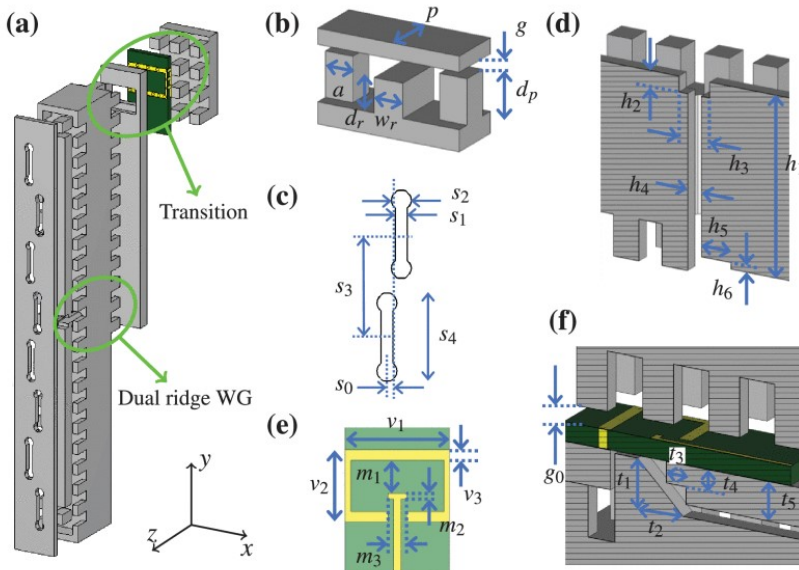 (a)
Transition
Dual ridge WG
y
z
x
(b)
p
g
a
d_r
w_r
d_p
(c)
s_2
s_1
s_3
s_4
s_0
(d)
h_2
h_3
h
h_4
h_5
h_6
(e)
v_1
v_2
m_1
v_3
m_2
m_3
(f)
g_0
t_3
t_1
t_4
t_5
t_2